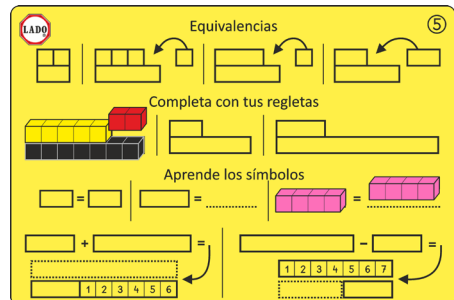 LADO
Equivalencias
5
Completa con tus regletas
Aprende los símbolos
= = ............ = ............
+ = - =
1 2 3 4 5 6 7
1 2 3 4 5 6